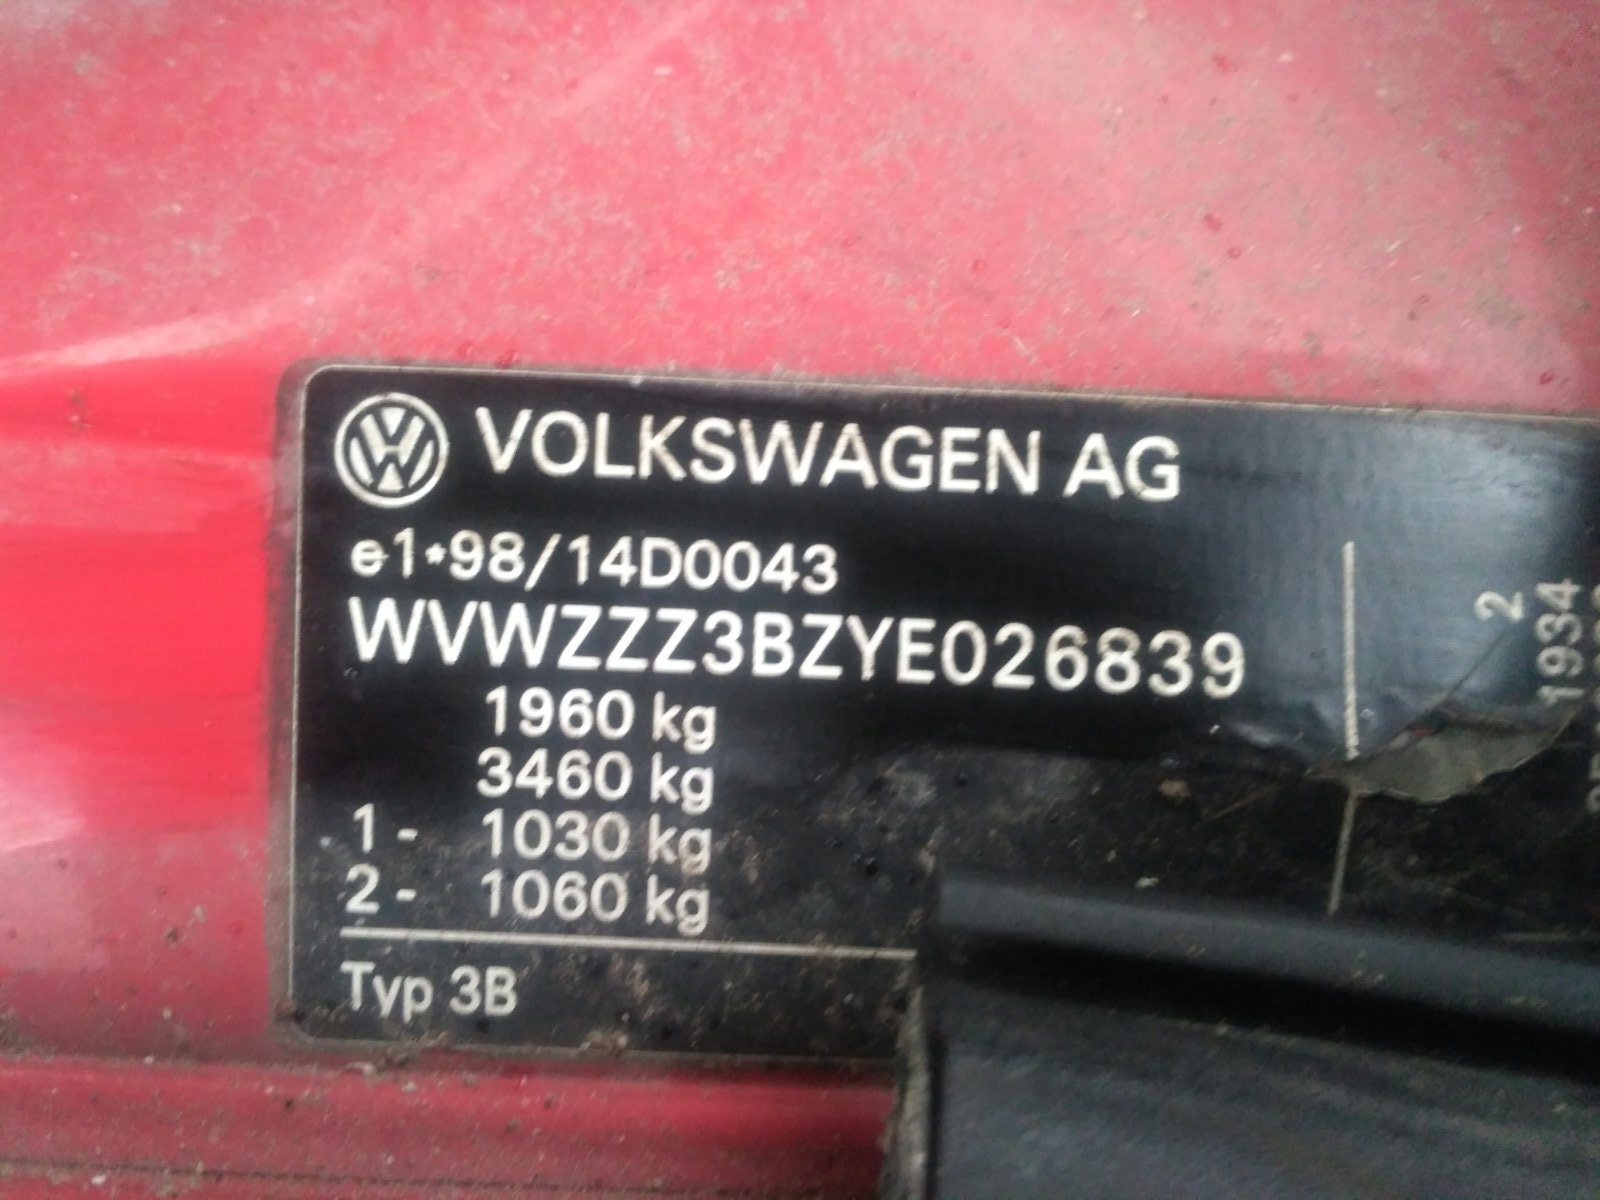 VOLKSWAGEN AG
e1*98/14D0043
WVWZZZ3BZYE026839
1960 kg
3460 kg
1- 1030 kg
2- 1060 kg
Typ 3B
2
1934